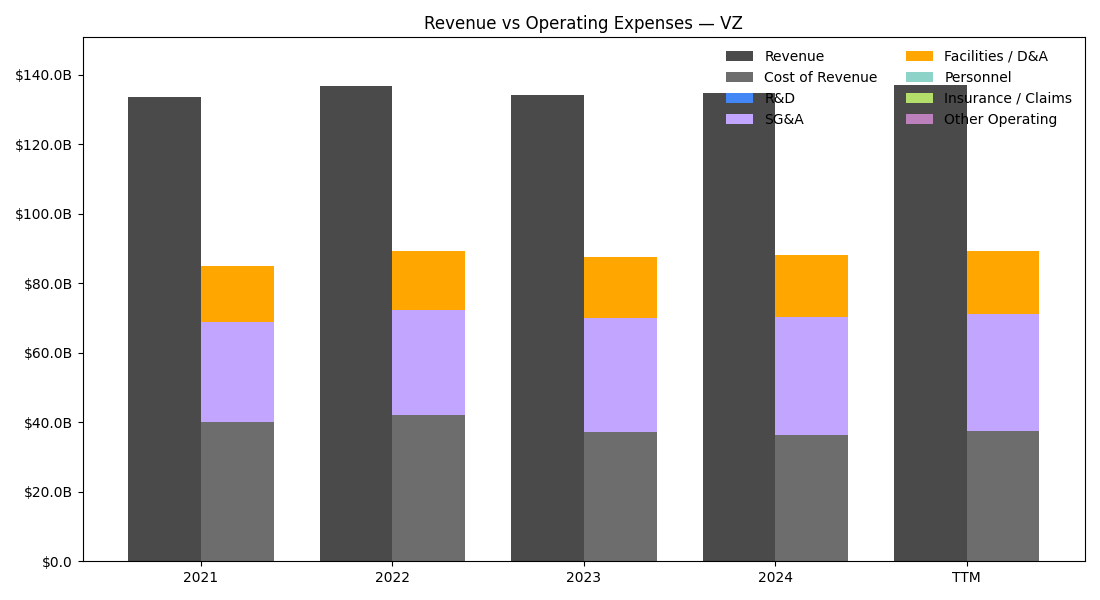 Revenue vs Operating Expenses — VZ
$140.0B
$120.0B
$100.0B
$80.0B
$60.0B
$40.0B
$20.0B
$0.0
Revenue
Cost of Revenue
R&D
SG&A
Facilities / D&A
Personnel
Insurance / Claims
Other Operating
2021
2022
2023
2024
TTM